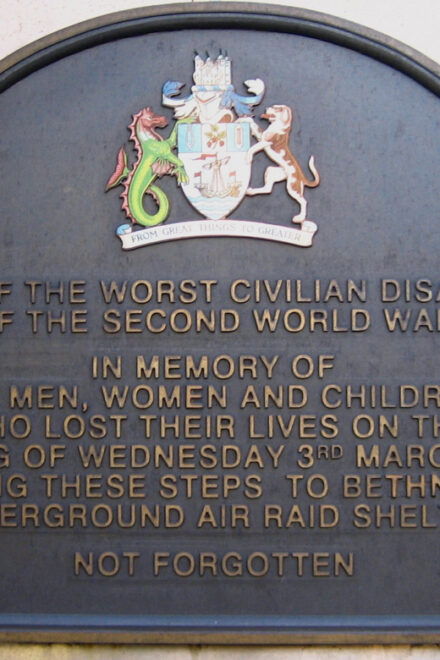 FROM GREAT THINGS TO GREATER
F THE WORST CIVILIAN DISA
F THE SECOND WORLD WAR
IN MEMORY OF
MEN, WOMEN AND CHILDR
HO LOST THEIR LIVES ON TH
G OF WEDNESDAY 3RD MARC
NG THESE STEPS TO BETHN
ERGROUND AIR RAID SHELT
NOT FORGOTTEN